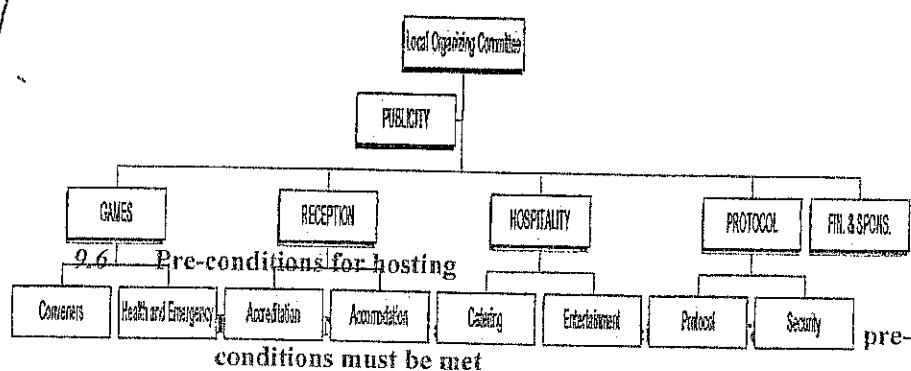 Local Organizing Committee
PUBLICITY
GAMES
RECEPTION
HOSPITALITY
PROTOCOL
FIN. & SPONS.
9.6 Pre-conditions for hosting
Conveners
Health and Emergency
Accreditation
Accomodation
Catering
Entertainment
Protocol
Security
pre-
conditions must be met